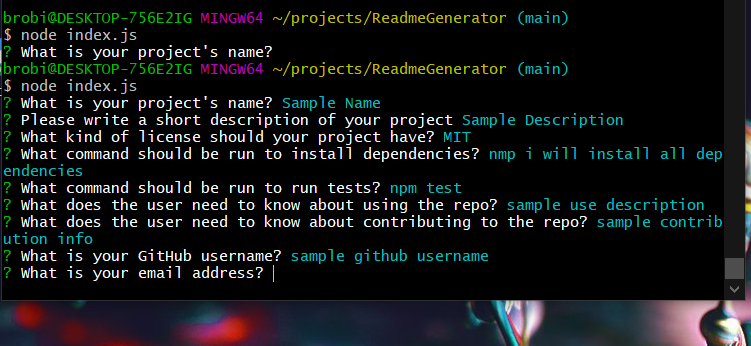 brobi@DESKTOP-756E2IG MINGW64 ~/projects/ReadmeGenerator (main)
$ node index.js
? What is your project's name?
brobi@DESKTOP-756E2IG MINGW64 ~/projects/ReadmeGenerator (main)
$ node index.js
? What is your project's name? Sample Name
? Please write a short description of your project Sample Description
? What kind of license should your project have? MIT
? What command should be run to install dependencies? nmp i will install all dep
endencies
? What command should be run to run tests? npm test
? What does the user need to know about using the repo? sample use description
? What does the user need to know about contributing to the repo? sample contrib
ution info
? What is your GitHub username? sample github username
? What is your email address?